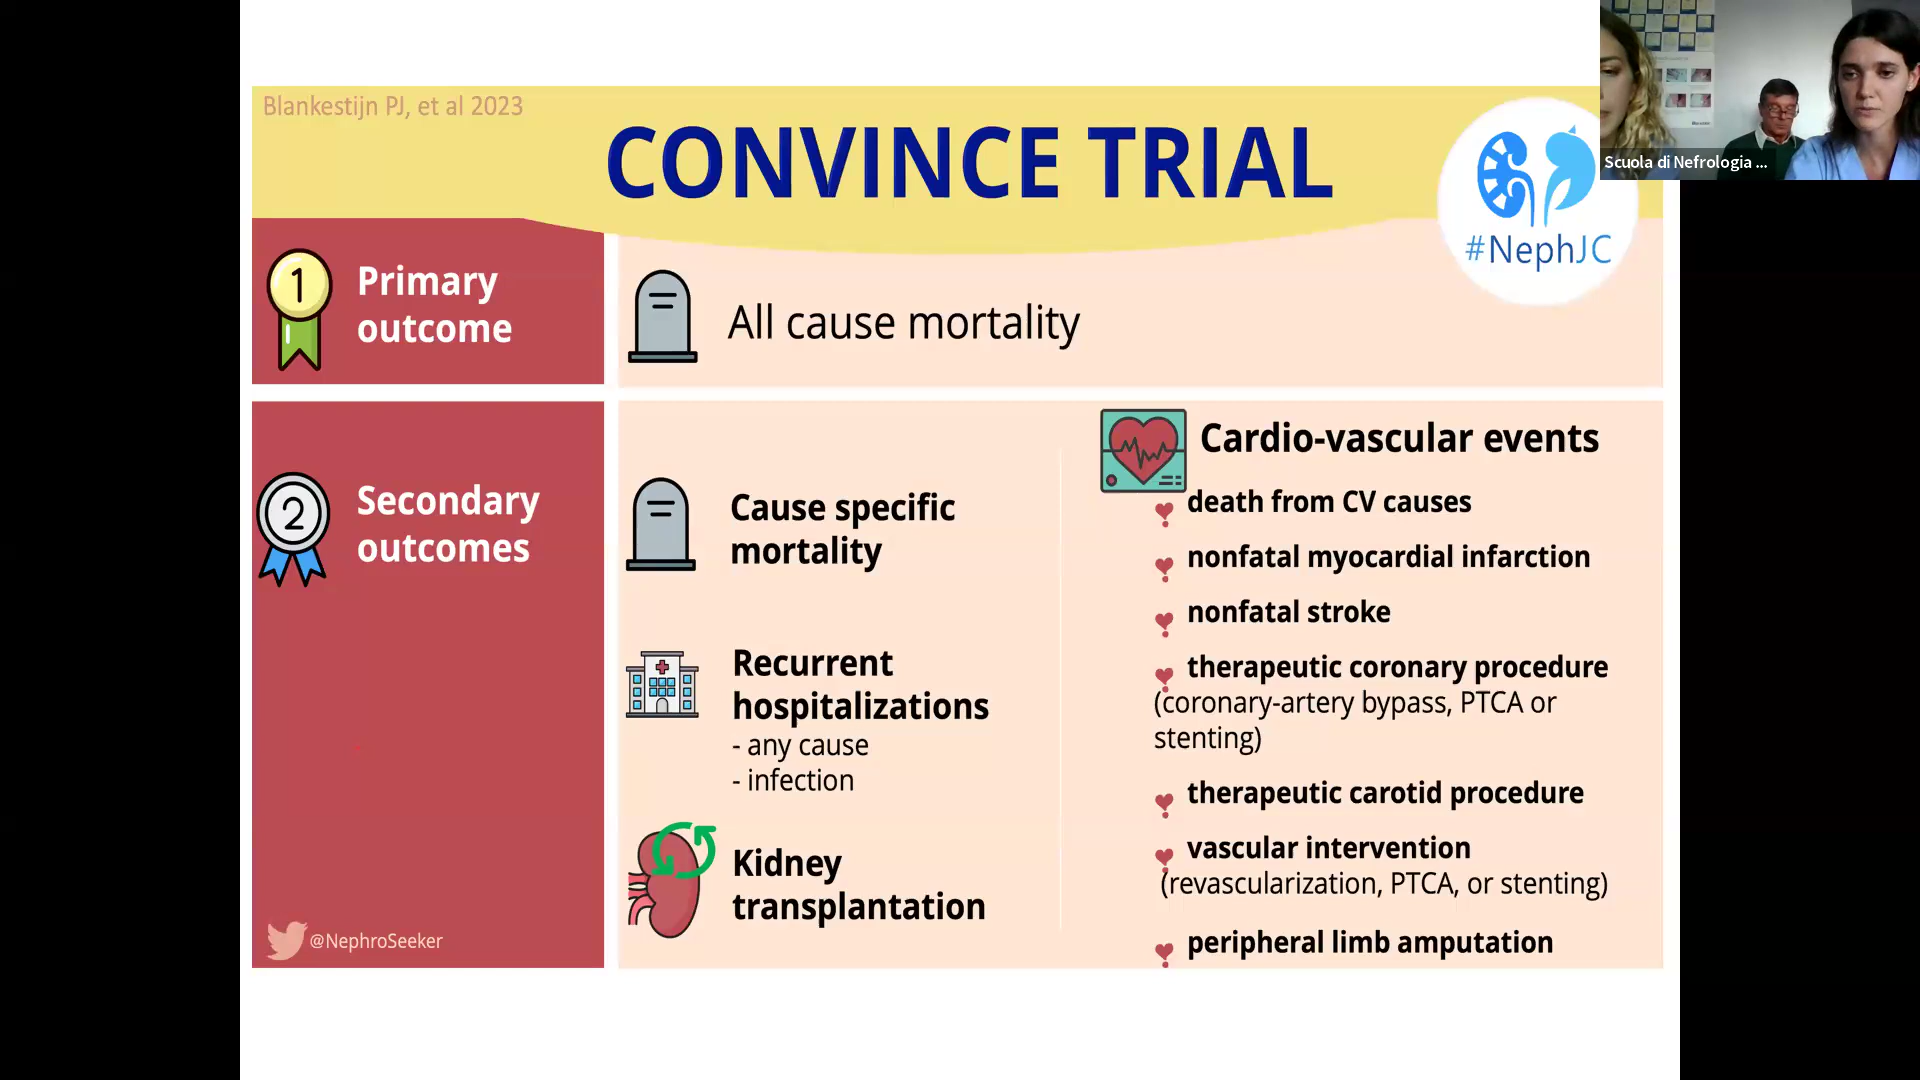 Blankestijn PJ, et al 2023
CONVINCE TRIAL
#NephJC
Scuola di Nefrologia ...
1
Primary
outcome
All cause mortality
2
Secondary
outcomes
Cause specific
mortality
Recurrent
hospitalizations
- any cause
- infection
Kidney
transplantation
Cardio-vascular events
death from CV causes
nonfatal myocardial infarction
nonfatal stroke
therapeutic coronary procedure
(coronary-artery bypass, PTCA or
stenting)
therapeutic carotid procedure
vascular intervention
(revascularization, PTCA, or stenting)
peripheral limb amputation
@NephroSeeker